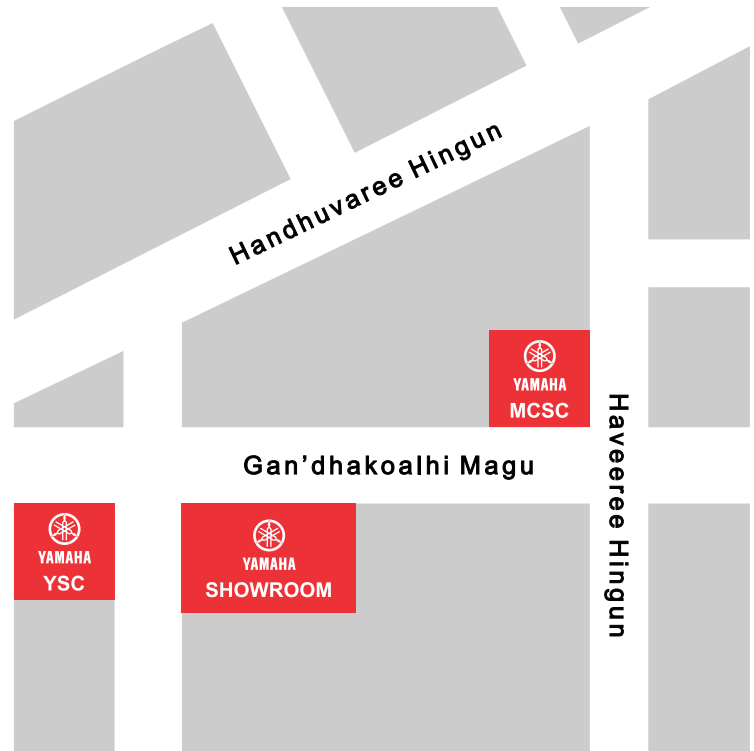 Handhuvaree Hingun
YAMAHA
MCSC
Haveeree Hingun
Gan’dhakoalhi Magu
YAMAHA
YSC
YAMAHA
SHOWROOM